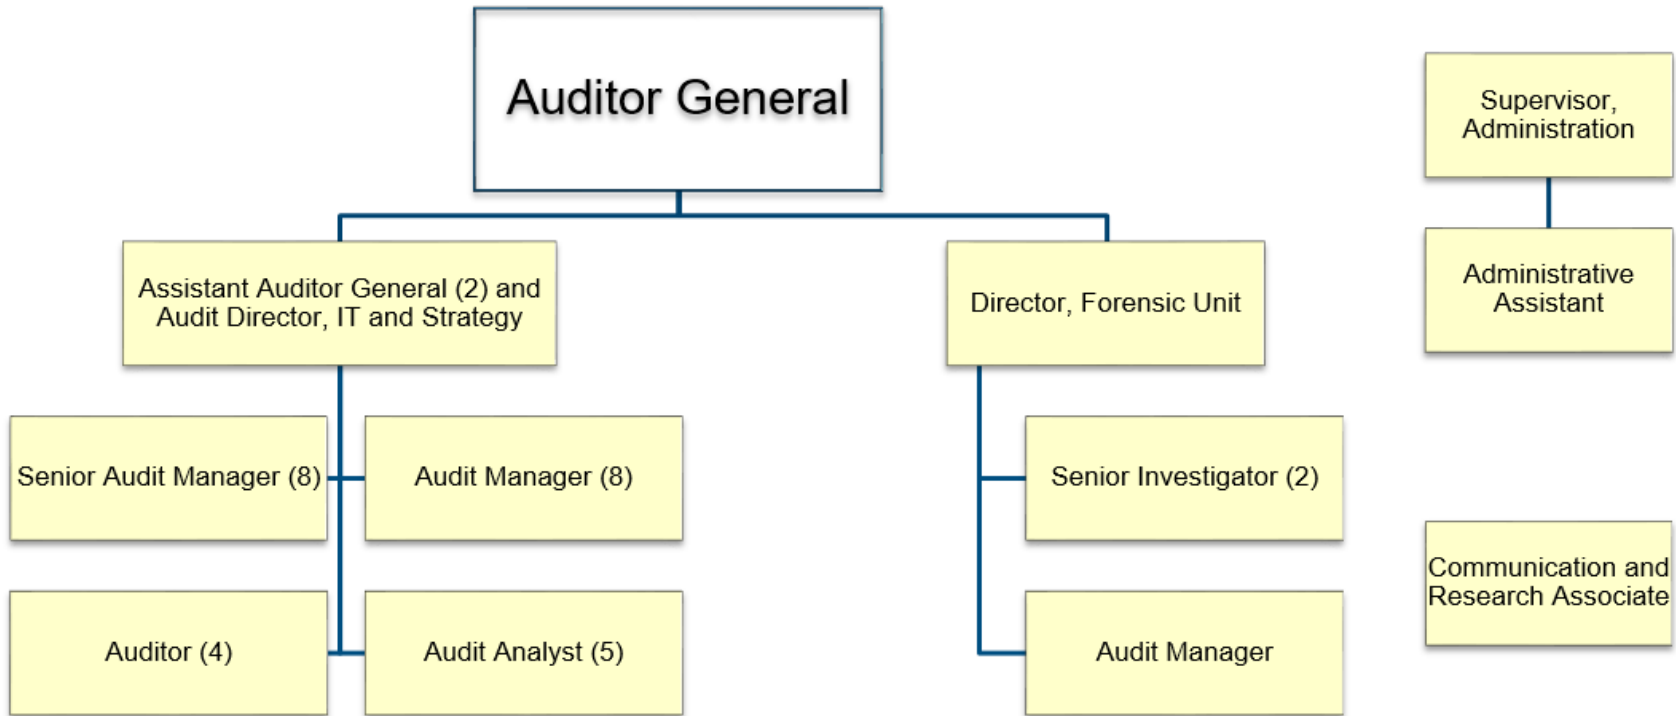 Auditor General
Supervisor,
Administration
Assistant Auditor General (2) and
Audit Director, IT and Strategy
Director, Forensic Unit
Administrative
Assistant
Senior Audit Manager (8)
Audit Manager (8)
Senior Investigator (2)
Communication and
Research Associate
Auditor (4)
Audit Analyst (5)
Audit Manager